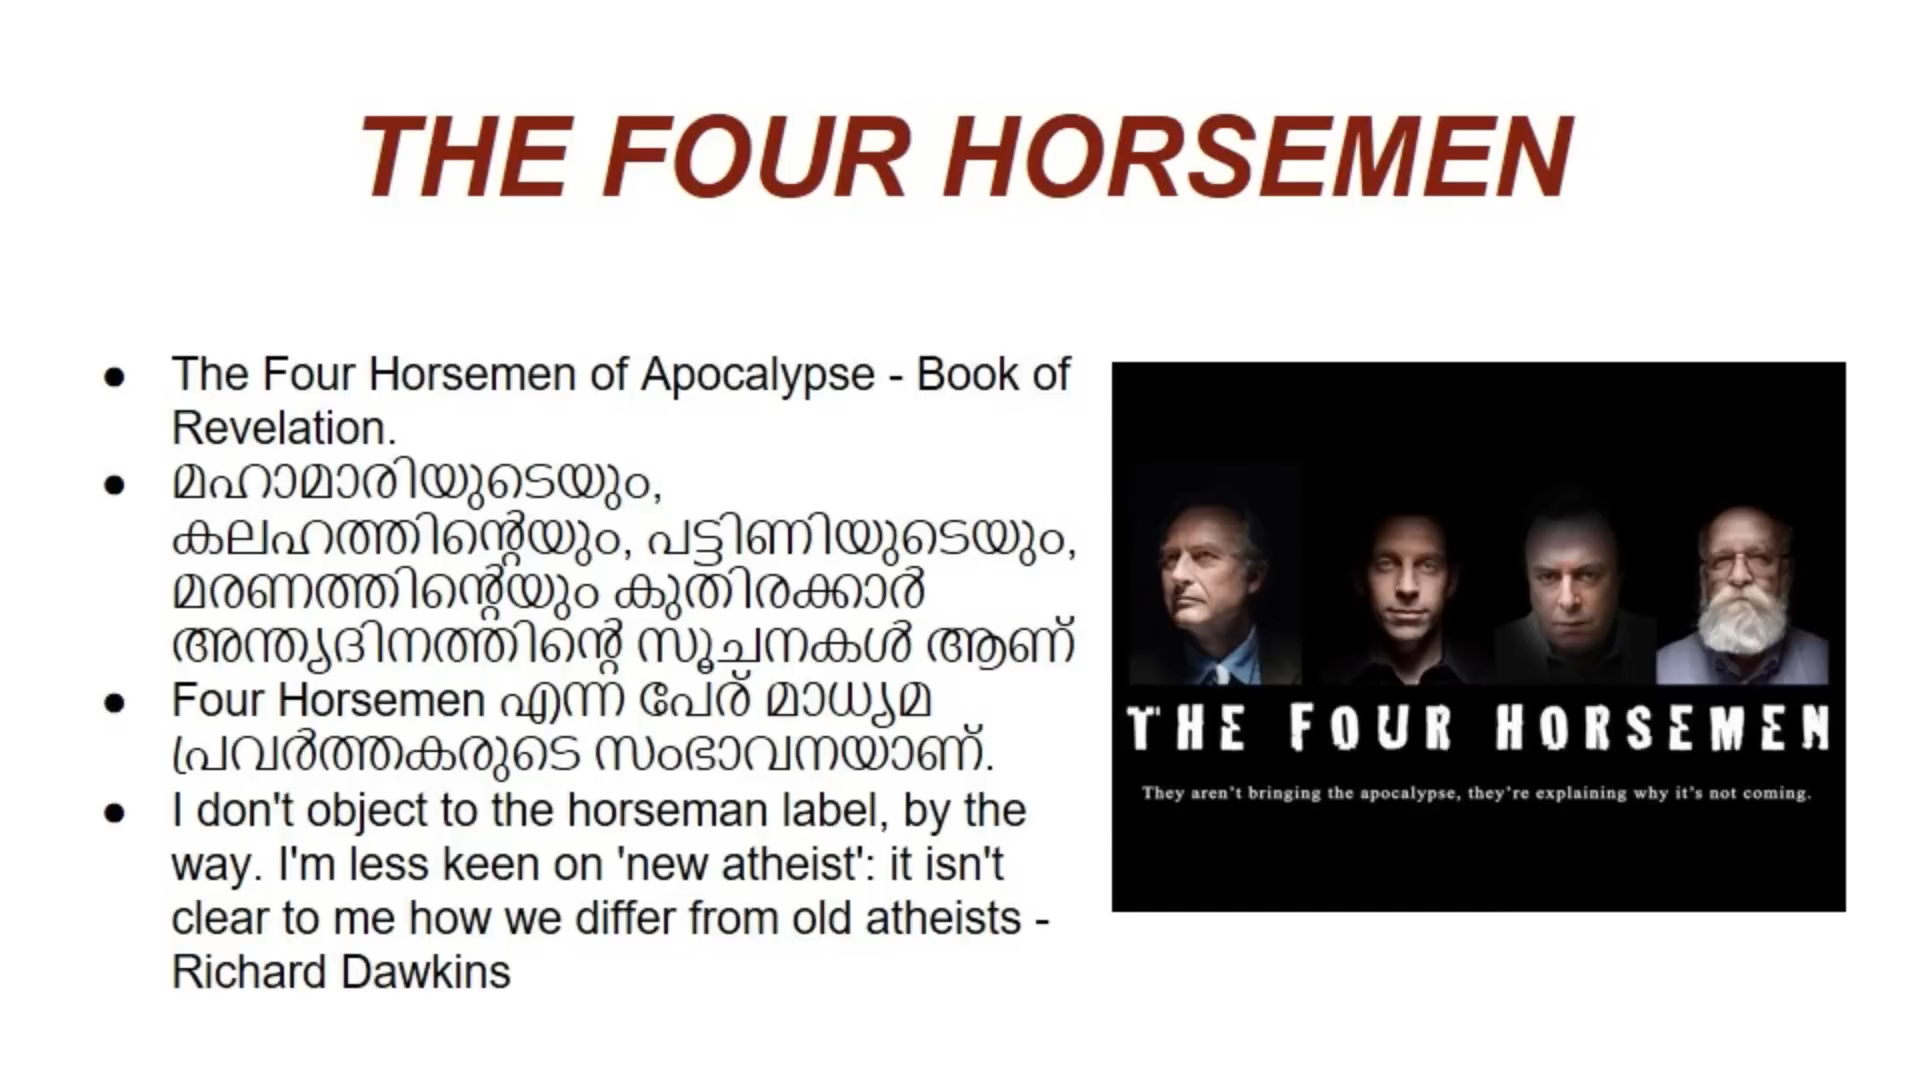 THE FOUR HORSEMEN
● The Four Horsemen of Apocalypse - Book of
Revelation.
● മഹാമാരിയുടെയും,
കലഹത്തിന്റെയും, പട്ടിണിയുടെയും,
മരണത്തിന്റെയും കുതിരക്കാർ
അന്ത്യദിനത്തിന്റെ സൂചനകൾ ആണ്
● Four Horsemen എന്ന പേര് മാധ്യമ
പ്രവർത്തകരുടെ സംഭാവനയാണ്.
● I don't object to the horseman label, by the
way. I'm less keen on 'new atheist': it isn't
clear to me how we differ from old atheists -
Richard Dawkins
THE FOUR HORSEMEN
They aren't bringing the apocalypse, they're explaining why it's not coming.